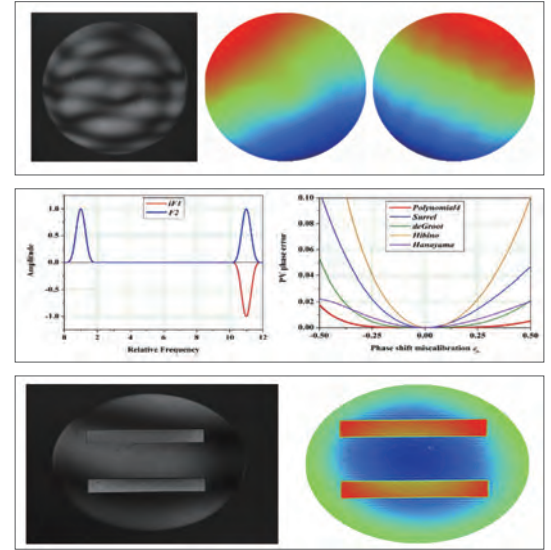 iF1
F2
1.0
0.5
0.0
-0.5
-1.0
Amplitude
0
2
4
6
8
10
12
Relative Frequency
Polynomial4
Surrel
deGroot
Hibino
Hanayama
0.10
0.08
0.06
0.04
0.02
0.00
PV phase error
-0.50
-0.25
0.00
0.25
0.50
Phase shift miscalibration